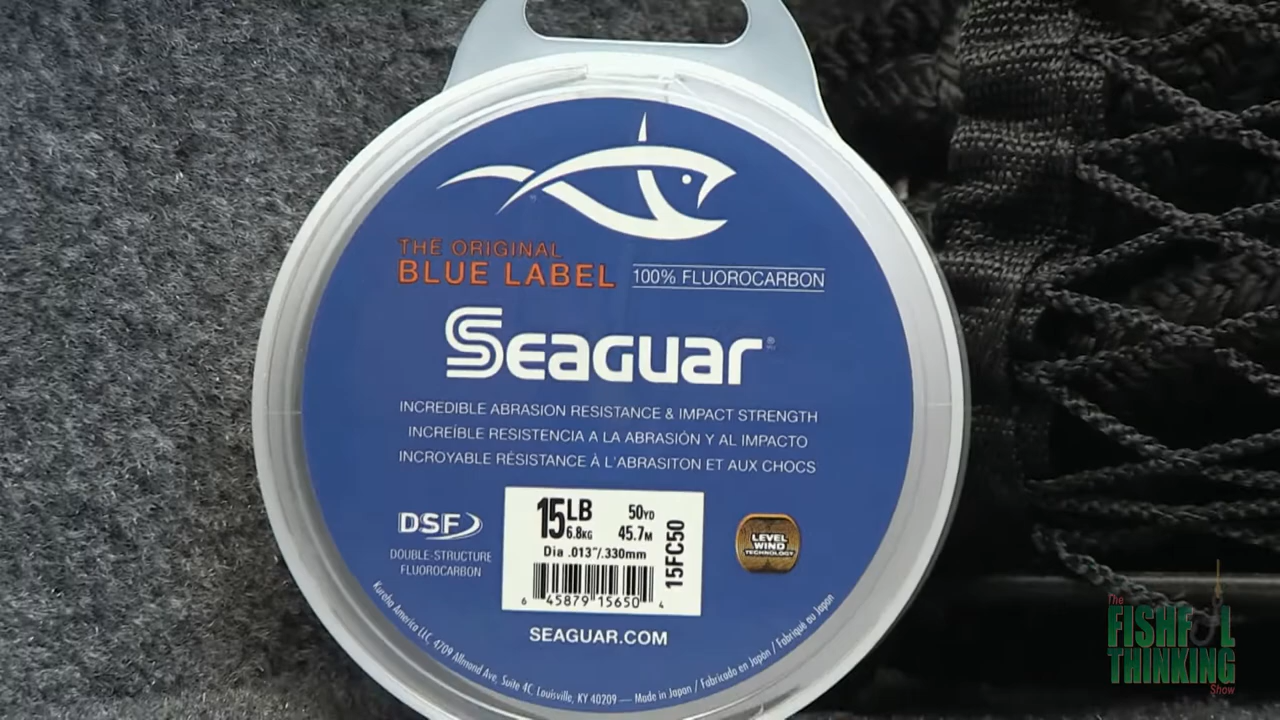 THE ORIGINAL
BLUE LABEL
100% FLUOROCARBON
SEAGUAR®
INCREDIBLE ABRASION RESISTANCE & IMPACT STRENGTH
INCREÍBLE RESISTENCIA A LA ABRASIÓN Y AL IMPACTO
INCROYABLE RÉSISTANCE À L'ABRASITON ET AUX CHOCS
DSF
DOUBLE-STRUCTURE
FLUOROCARBON
15LB 50YD
6.8KG 45.7M
Dia .013"/.330mm
6 45879 15650 4
15FC50
LEVEL
WIND
TECHNOLOGY
SEAGUAR.COM
Kureha America LLC, 4709 Allmond Ave, Suite 4C, Louisville, KY 40209 — Made in Japan / Fabricado en Japón / Fabriqué au Japon
The
FISHFUL
THINKING
Show